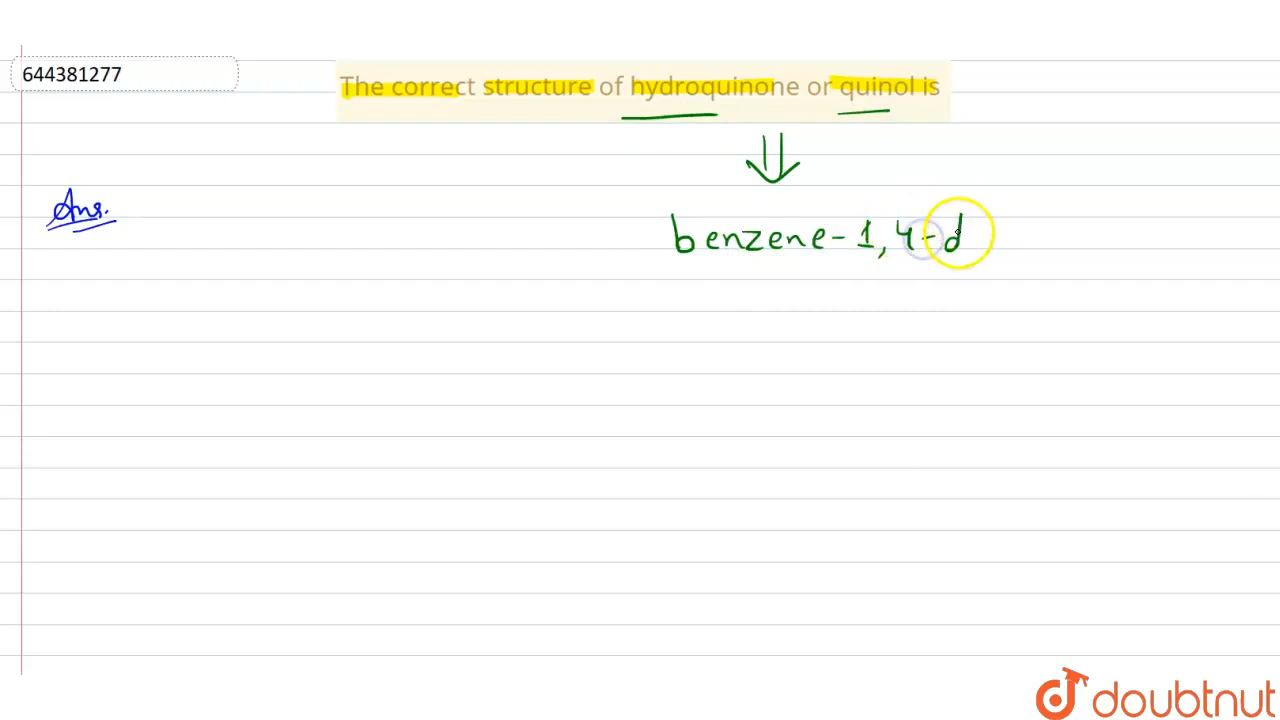 644381277
The correct structure of hydroquinone or quinol is
Ans.
benzene-1,4-d
doubtnut